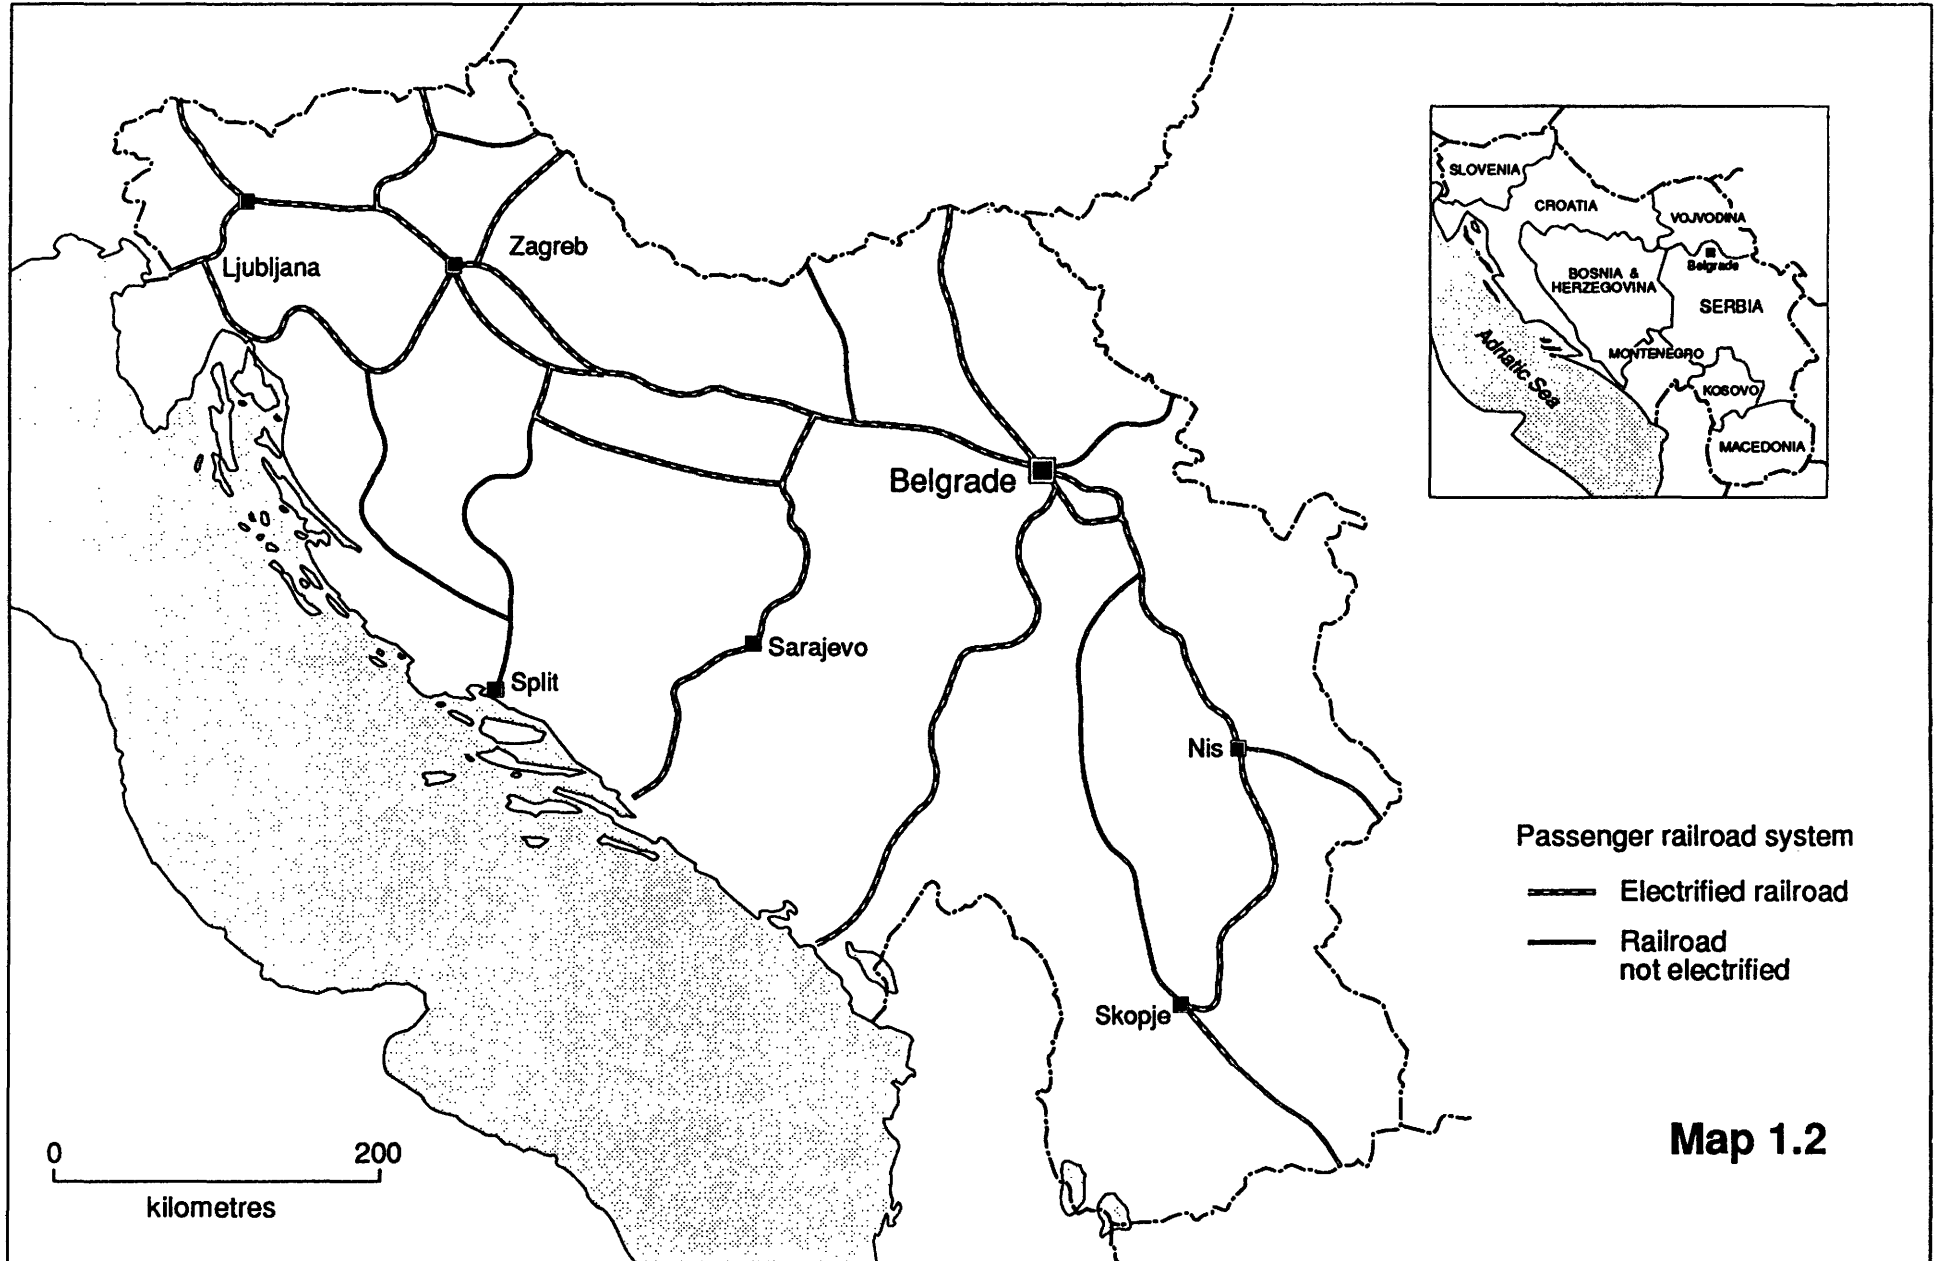 SLOVENIA
CROATIA
VOJVODINA
Belgrade
BOSNIA &
HERZEGOVINA
SERBIA
MONTENEGRO
KOSOVO
MACEDONIA
Adriatic Sea
Zagreb
Ljubljana
Belgrade
Sarajevo
Split
Nis
Skopje
Passenger railroad system
Electrified railroad
Railroad
not electrified
Map 1.2
0 200
kilometres